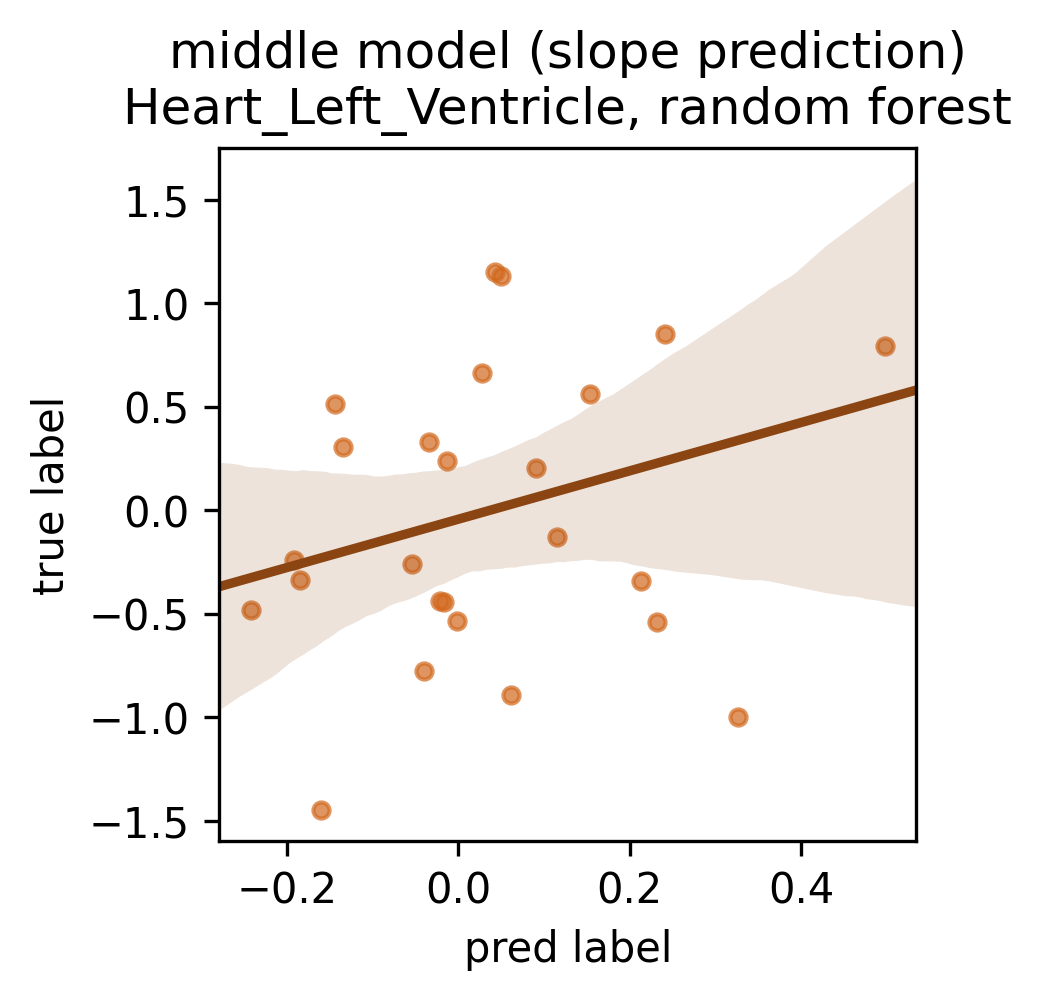 middle model (slope prediction)
Heart_Left_Ventricle, random forest
1.5
1.0
0.5
0.0
−0.5
−1.0
−1.5
true label
−0.2
0.0
0.2
0.4
pred label